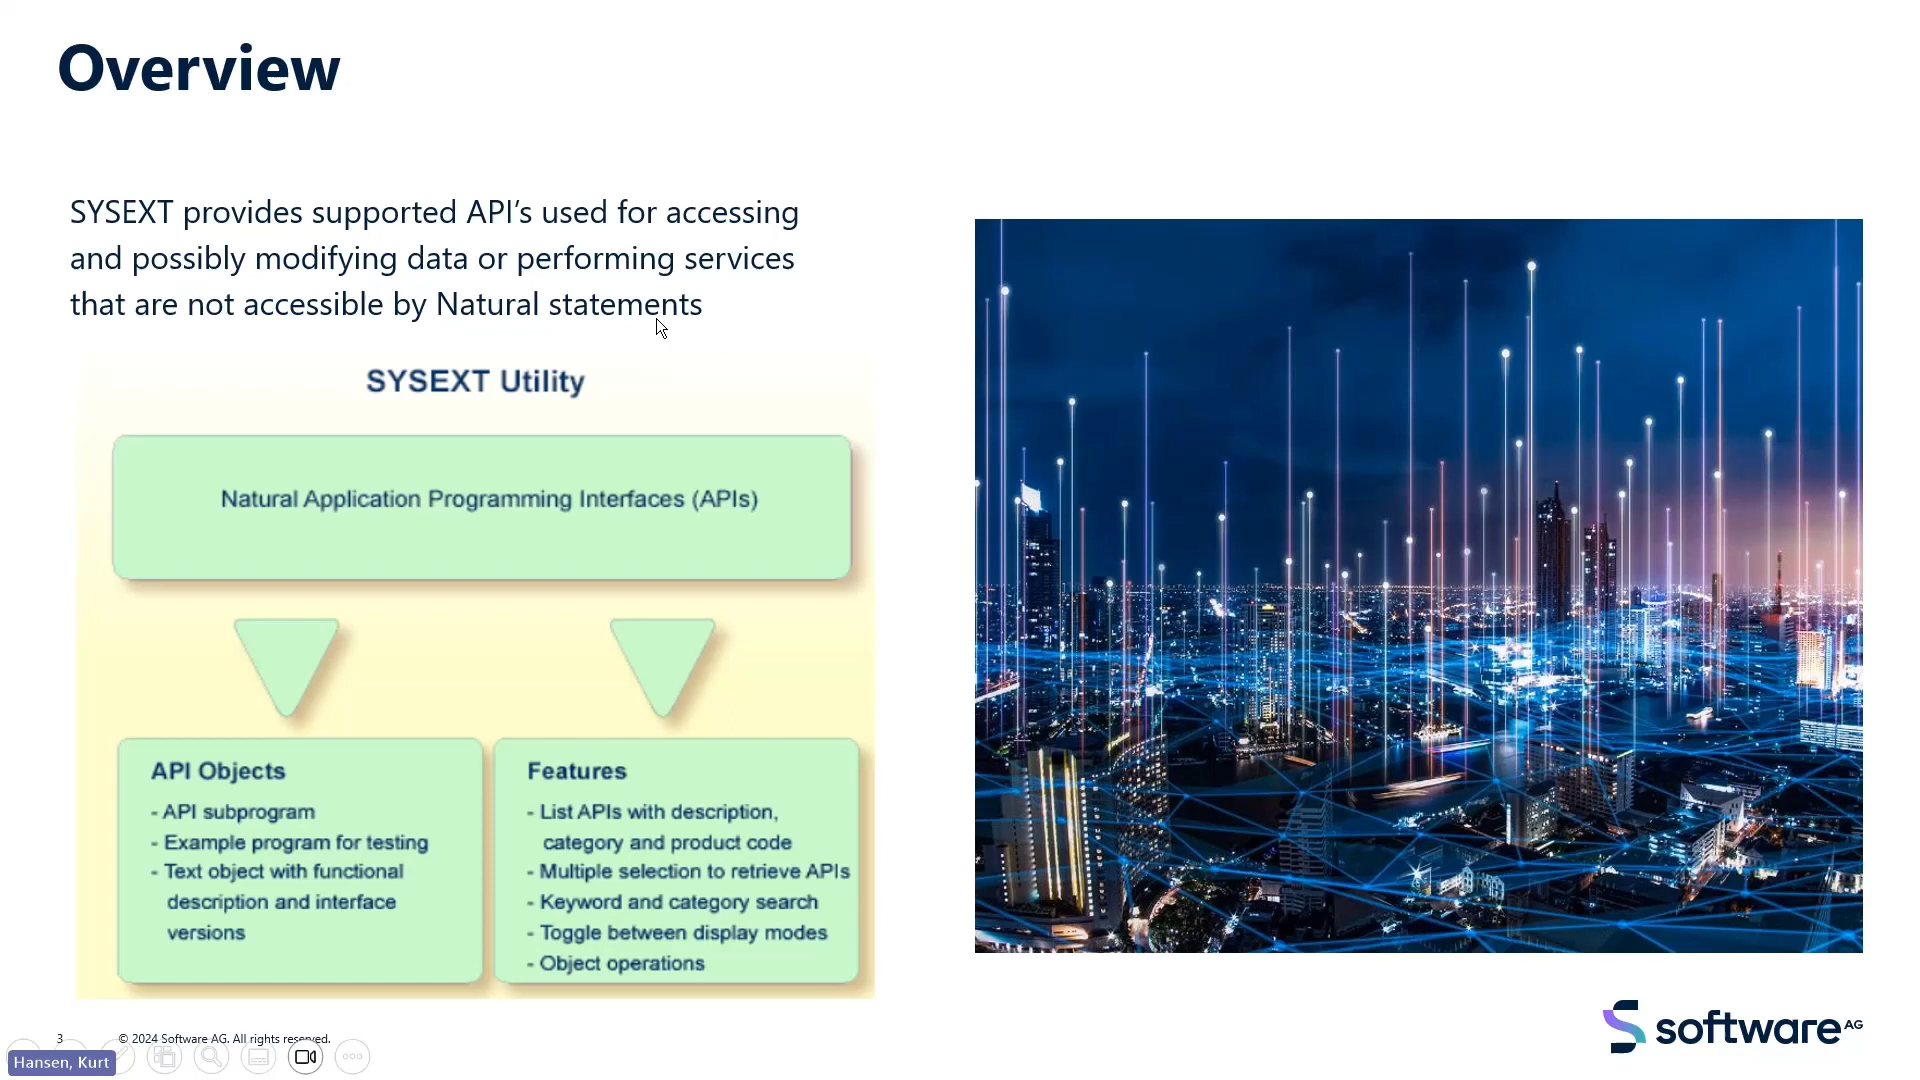 Overview
SYSEXT provides supported API’s used for accessing
and possibly modifying data or performing services
that are not accessible by Natural statements
SYSEXT Utility
Natural Application Programming Interfaces (APIs)
API Objects
- API subprogram
- Example program for testing
- Text object with functional
description and interface
versions
Features
- List APIs with description,
category and product code
- Multiple selection to retrieve APIs
- Keyword and category search
- Toggle between display modes
- Object operations
3
© 2024 Software AG. All rights reserved.
Hansen, Kurt
software AG